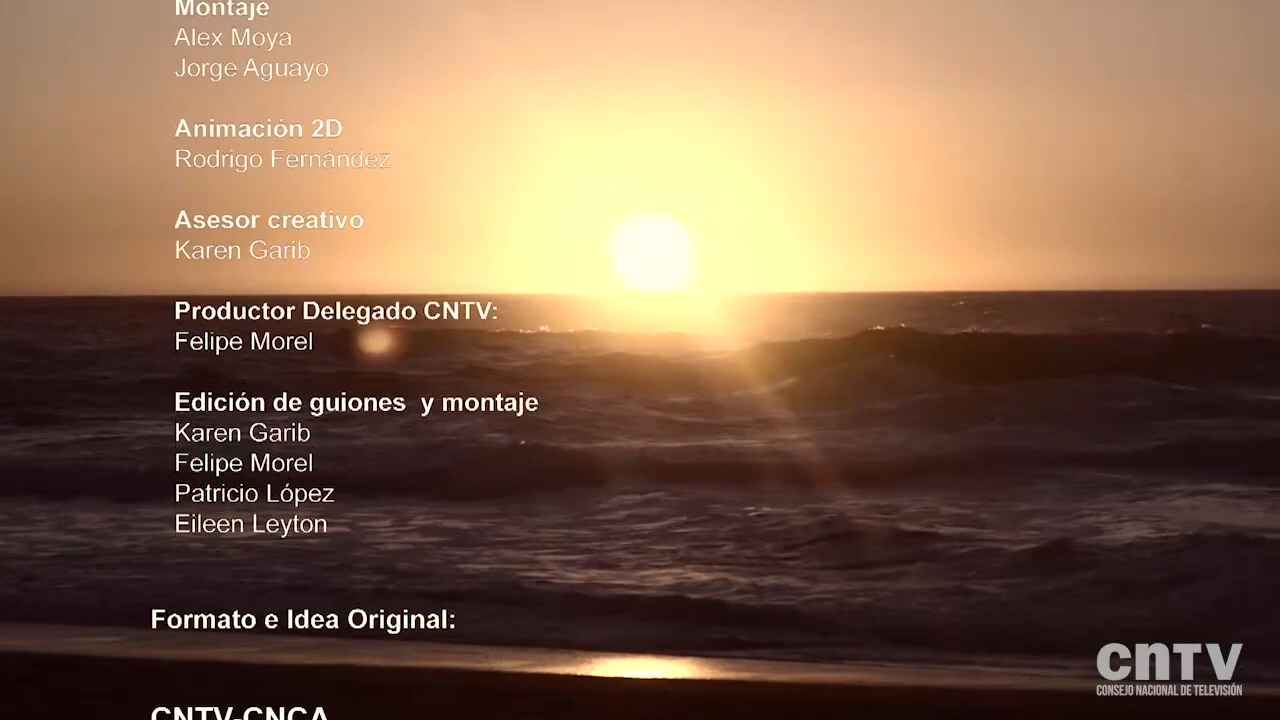 Montaje
Alex Moya
Jorge Aguayo
Animación 2D
Rodrigo Fernández
Asesor creativo
Karen Garib
Productor Delegado CNTV:
Felipe Morel
Edición de guiones y montaje
Karen Garib
Felipe Morel
Patricio López
Eileen Leyton
Formato e Idea Original:
CNTV-CNCA
CNTV
CONSEJO NACIONAL DE TELEVISIÓN